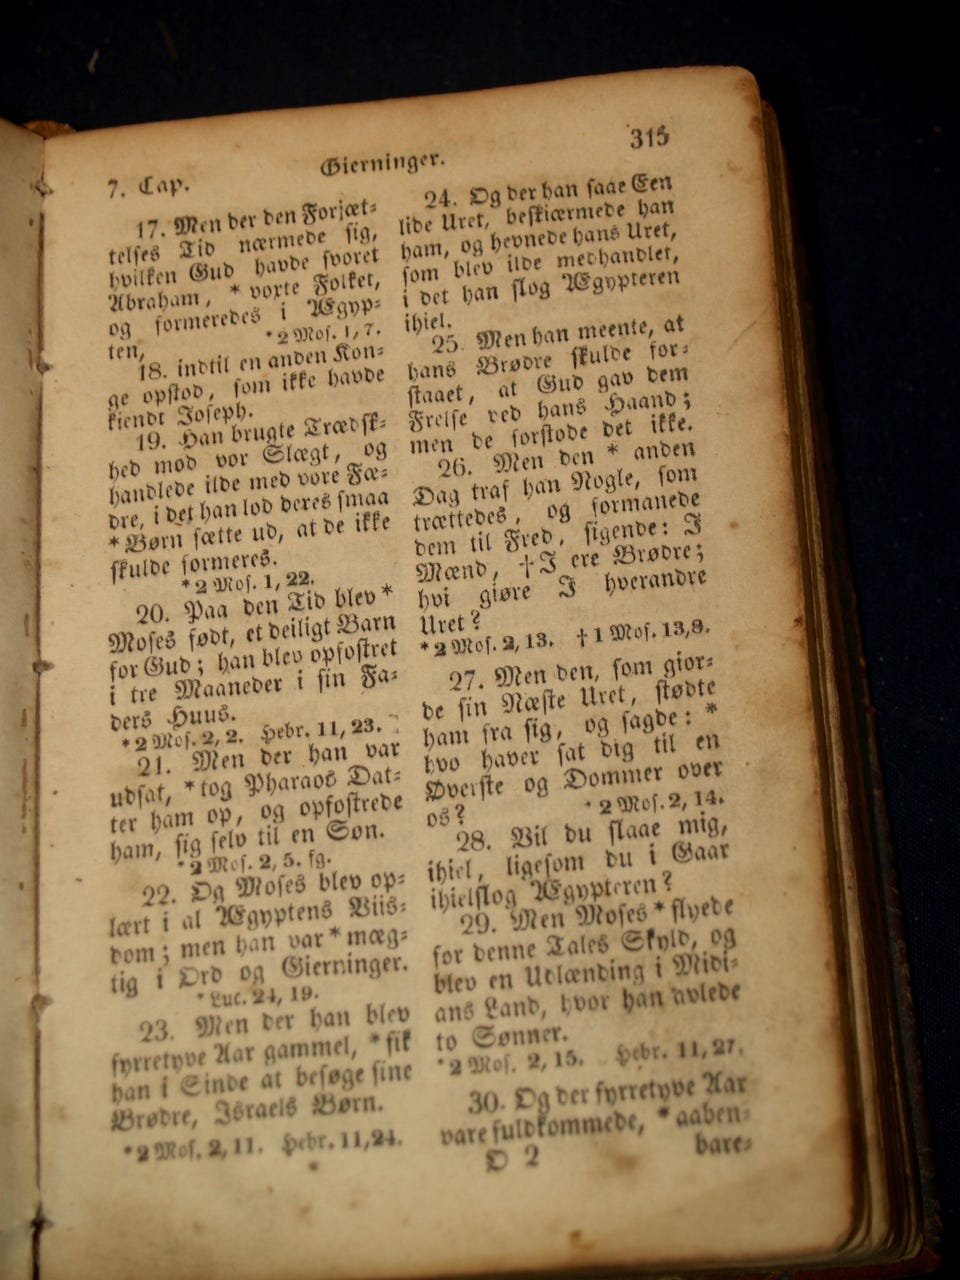 315
Gierninger.
7. Cap.
17. Men der den Forjæt-
telses Tid nærmede sig,
hvilken Gud havde svoret
Abraham, * voxte Folket,
og formeredes i Ægyp-
ten,
*2 Mos. 1, 7.
18. indtil en anden Kon-
ge opstod, som ikke havde
kiendt Joseph.
19. Han brugte Trædsk-
hed mod vor Slægt, og
handlede ilde med vore Fæ-
dre, i det han lod deres smaa
*Børn sætte ud, at de ikke
skulde formeres.
*2 Mos. 1, 22.
20. Paa den Tid blev *
Moses født, et deiligt Barn
for Gud; han blev opfostret
i tre Maaneder i sin Fa-
ders Huus.
*2 Mos. 2, 2. Hebr. 11, 23.
21. Men der han var
udsat, *tog Pharaos Dat-
ter ham op, og opfostrede
ham, sig selv til en Søn.
*2 Mos. 2, 5. fg.
22. Og Moses blev op-
lært i al Ægyptens Viis-
dom; men han var * mæg-
tig i Ord og Gierninger.
*Luc. 24, 19.
23. Men der han blev
fyrretyve Aar gammel, *fik
han i Sinde at besøge sine
Brødre, Israels Børn.
*2 Mos. 2, 11. Hebr. 11, 24.
24. Og der han saae Een
lide Uret, beskiærmede han
ham, og hevnede hans Uret,
som blev ilde medhandlet,
i det han slog Ægypteren
ihiel.
25. Men han meente, at
hans Brødre skulde for-
staaet, at Gud gav dem
Frelse ved hans Haand;
men de forstode det ikke.
26. Men den * anden
Dag traf han Nogle, som
trættedes, og formanede
dem til Fred, sigende: I
Mænd, †I ere Brødre;
hvi giøre I hverandre
Uret?
*2 Mos. 2, 13. †1 Mos. 13, 8.
27. Men den, som gior-
de sin Næste Uret, stødte
ham fra sig, og sagde: *
hvo haver sat dig til en
Øverste og Dommer over
os?
*2 Mos. 2, 14.
28. Vil du slaae mig,
ihiel, ligesom du i Gaar
ihielslog Ægypteren?
29. Men Moses *flyede
for denne Tales Skyld, og
blev en Udlænding i Midi-
ans Land, hvor han avlede
to Sønner.
*2 Mos. 2, 15. Hebr. 11, 27.
30. Og der fyrretyve Aar
vare fuldkommede, *aaben-
bare-
O 2